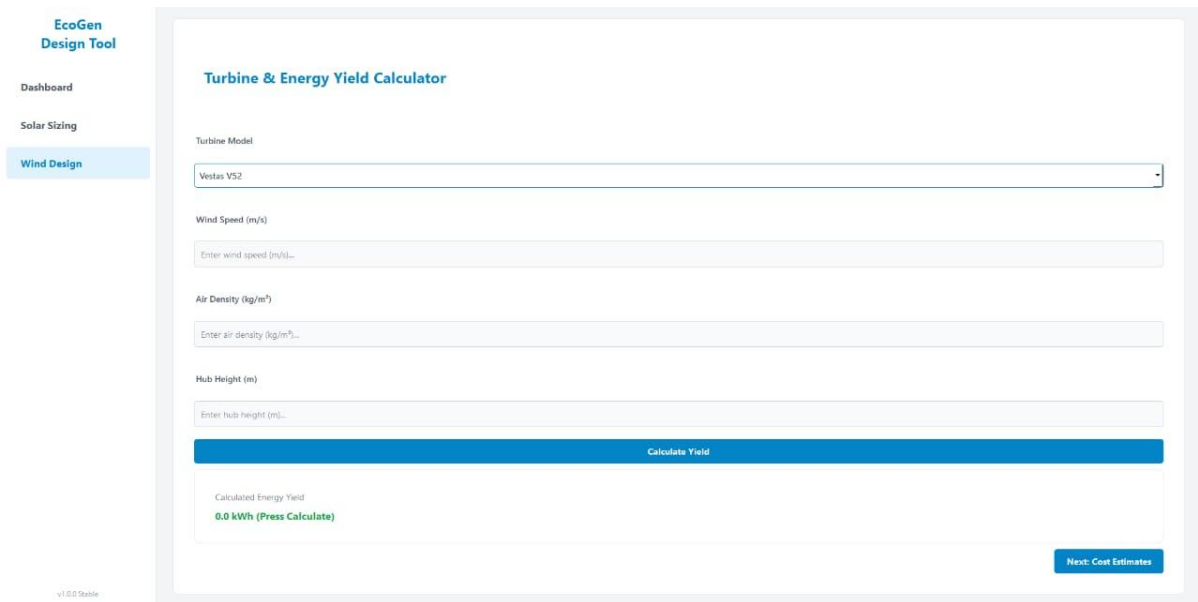 EcoGen
Design Tool
Dashboard
Solar Sizing
Wind Design
v1.0.0 Stable
Turbine & Energy Yield Calculator
Turbine Model
Vestas V52
Wind Speed (m/s)
Enter wind speed (m/s)...
Air Density (kg/m³)
Enter air density (kg/m³)...
Hub Height (m)
Enter hub height (m)...
Calculate Yield
Calculated Energy Yield
0.0 kWh (Press Calculate)
Next: Cost Estimates